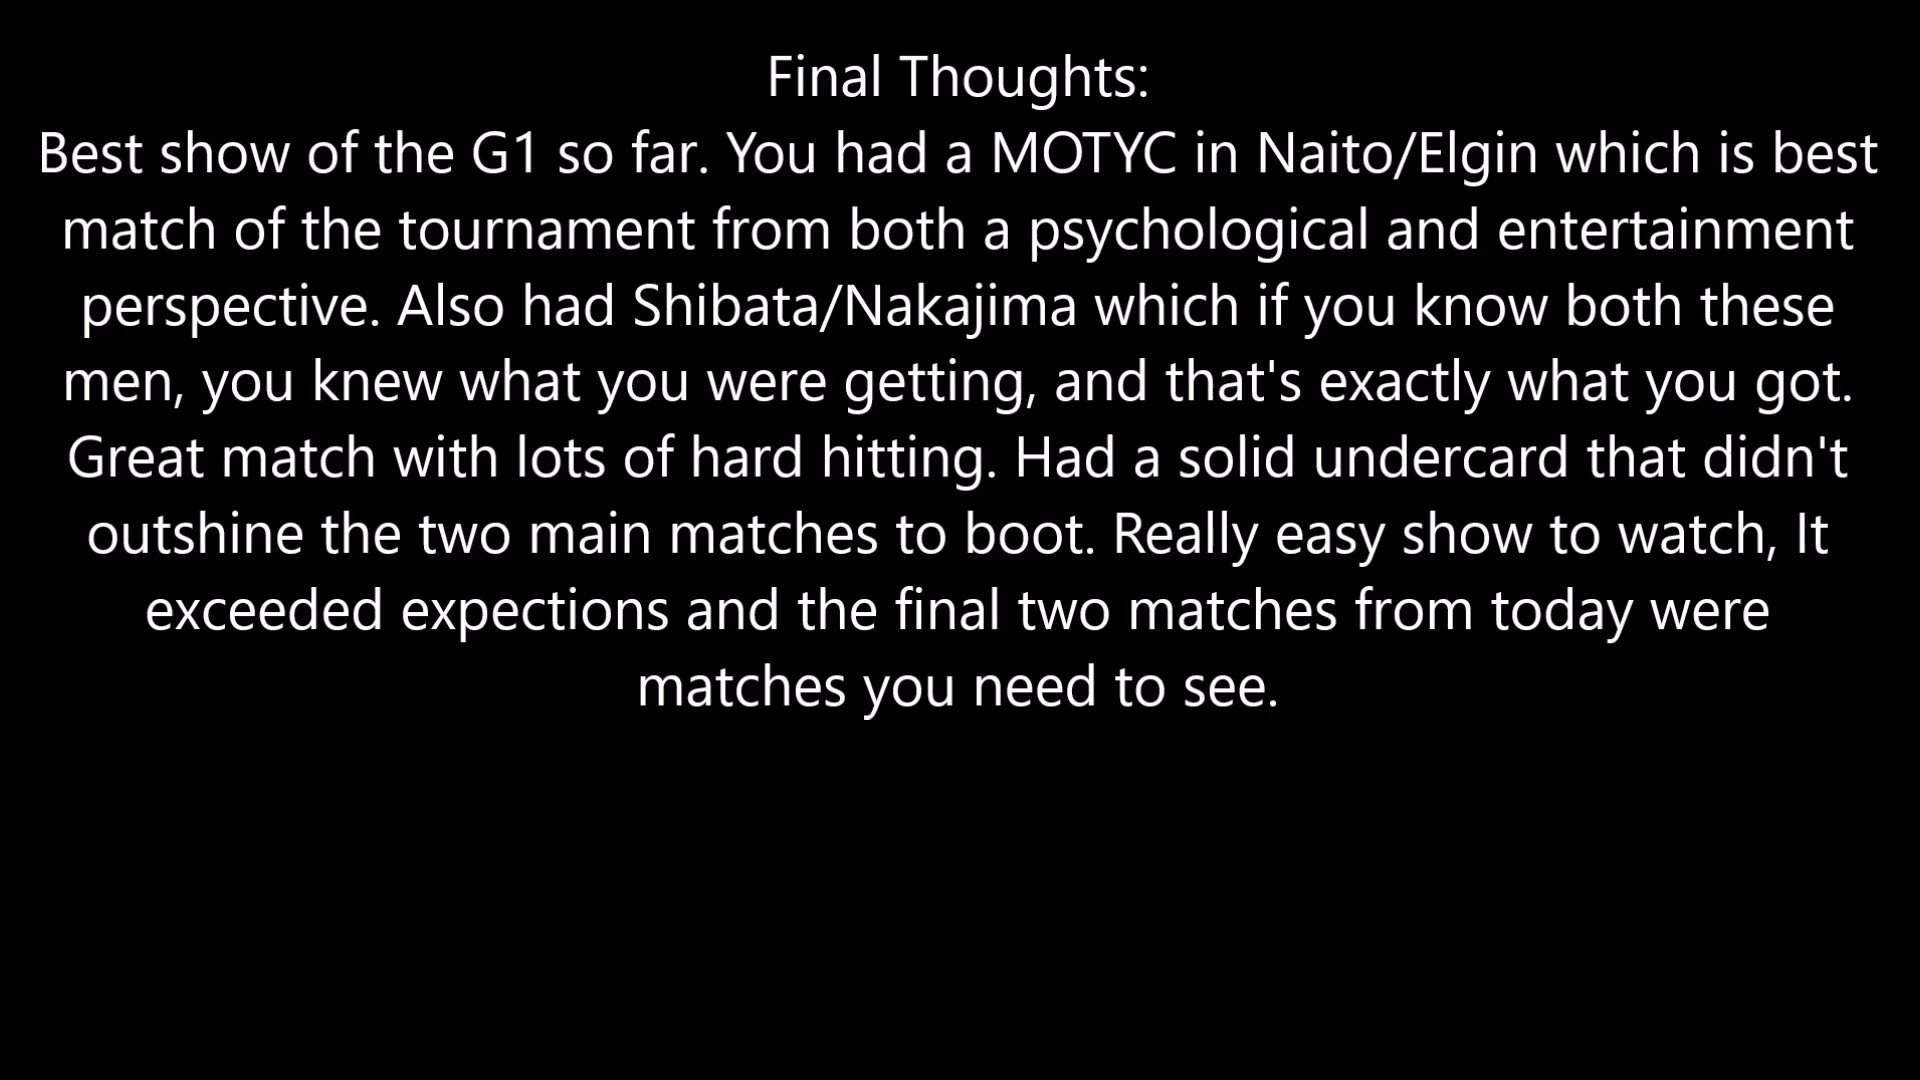 Final Thoughts:
Best show of the G1 so far. You had a MOTYC in Naito/Elgin which is best
match of the tournament from both a psychological and entertainment
perspective. Also had Shibata/Nakajima which if you know both these
men, you knew what you were getting, and that's exactly what you got.
Great match with lots of hard hitting. Had a solid undercard that didn't
outshine the two main matches to boot. Really easy show to watch, It
exceeded expections and the final two matches from today were
matches you need to see.